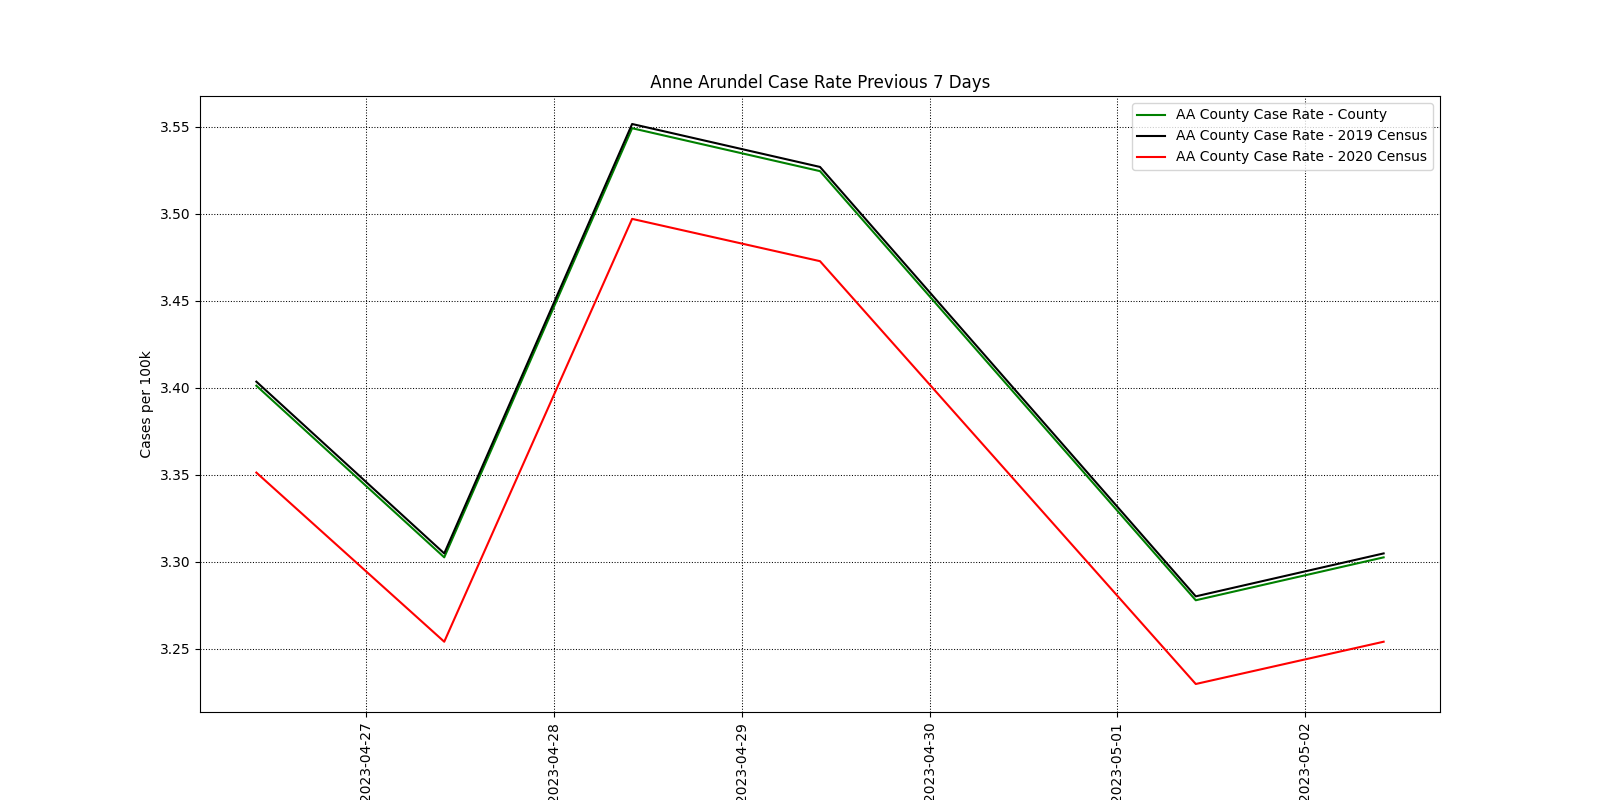 Anne Arundel Case Rate Previous 7 Days
AA County Case Rate - County
AA County Case Rate - 2019 Census
AA County Case Rate - 2020 Census
Cases per 100k
3.55
3.50
3.45
3.40
3.35
3.30
3.25
2023-04-27
2023-04-28
2023-04-29
2023-04-30
2023-05-01
2023-05-02